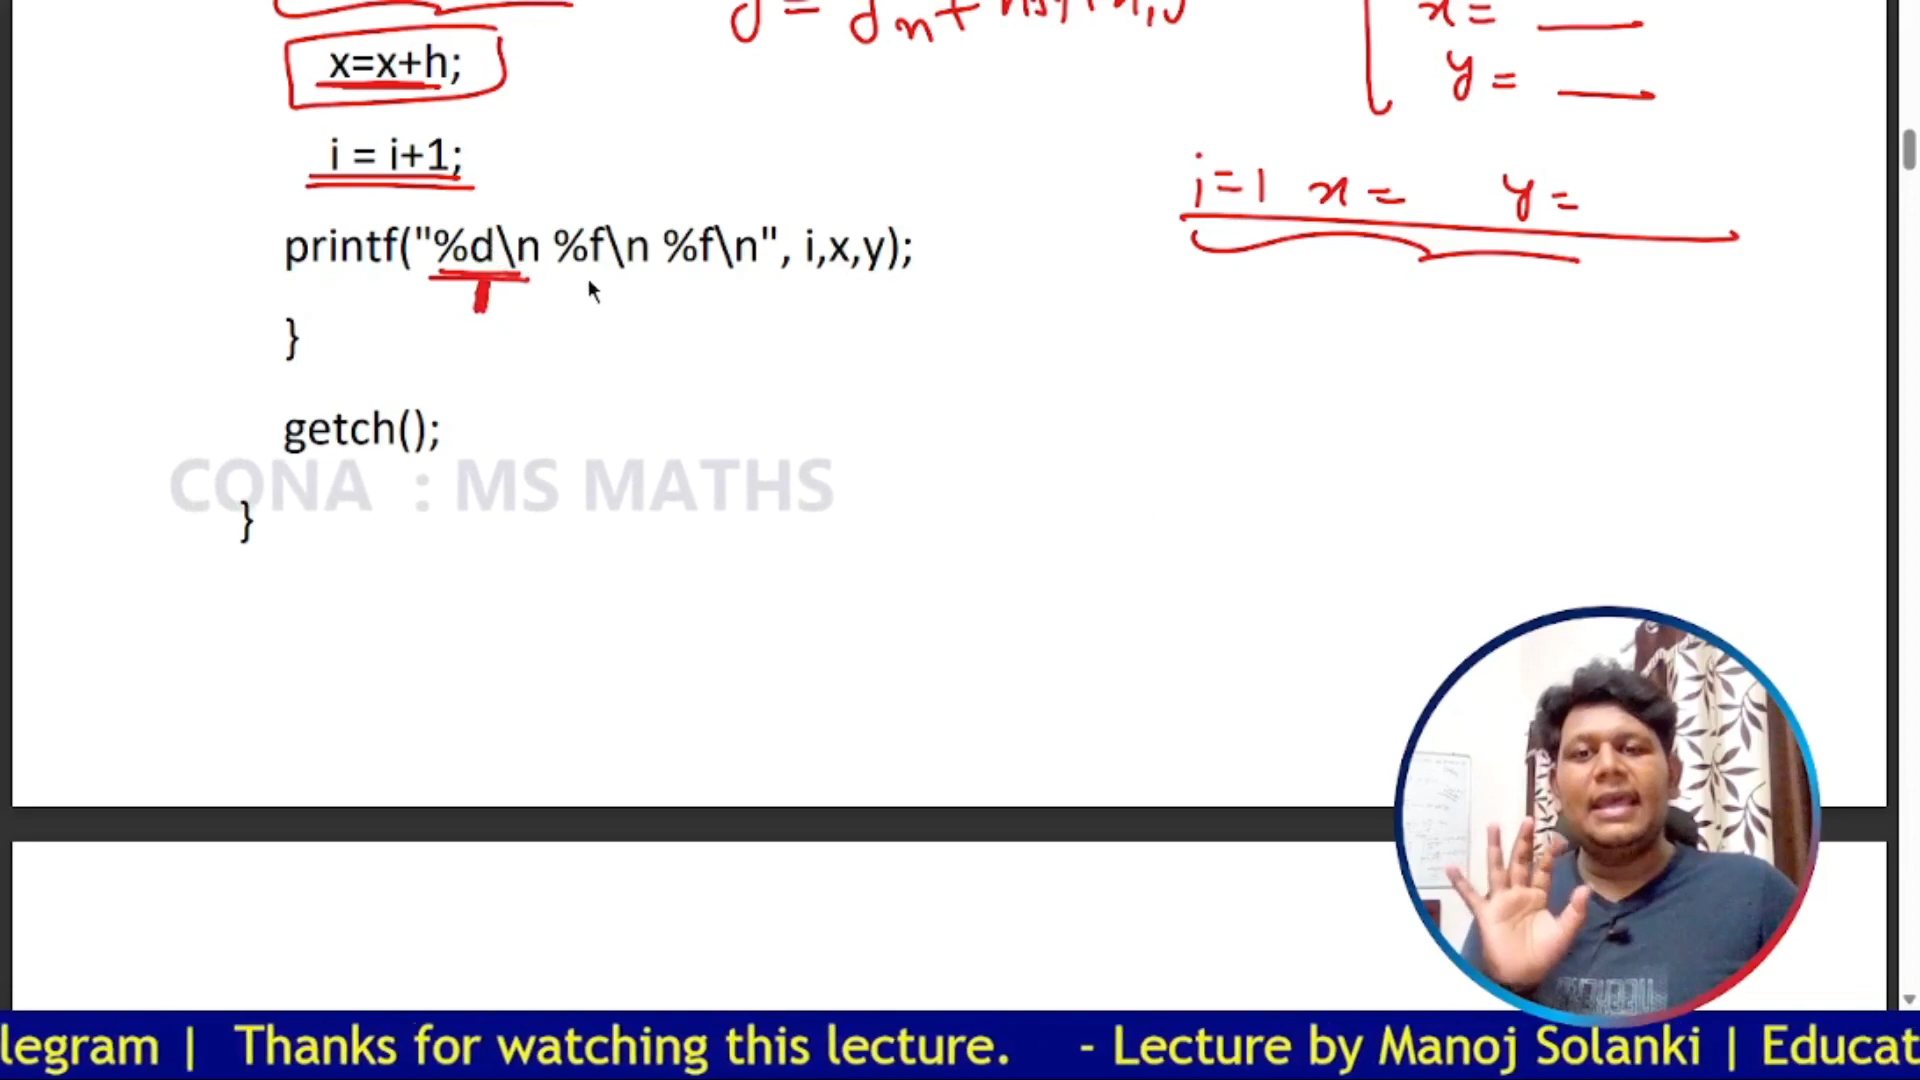 x=
x=x+h;
y=
i = i+1;
i=1 x= y=
printf("%d\n %f\n %f\n", i,x,y);
}
getch();
CONA : MS MATHS
}
legram | Thanks for watching this lecture. - Lecture by Manoj Solanki | Educat